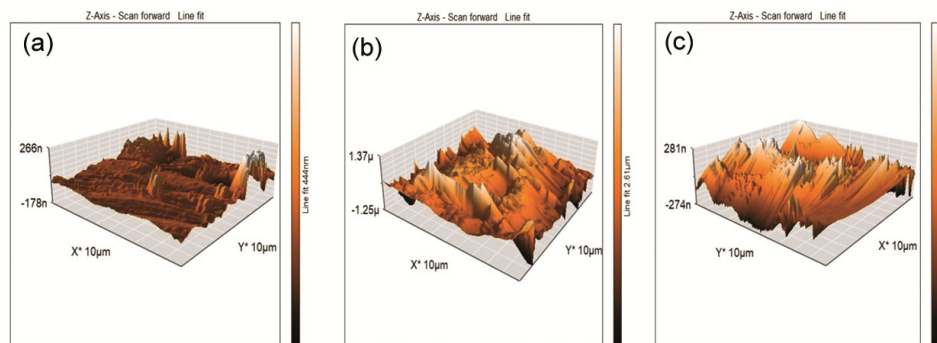 Z-Axis - Scan forward Line fit
(a)
266n
-178n
X* 10µm
Y* 10µm
Line fit 444nm
Z-Axis - Scan forward Line fit
(b)
1.37µ
-1.25µ
X* 10µm
Y* 10µm
Line fit 2.61µm
Z-Axis - Scan forward Line fit
(c)
281n
-274n
Y* 10µm
X* 10µm